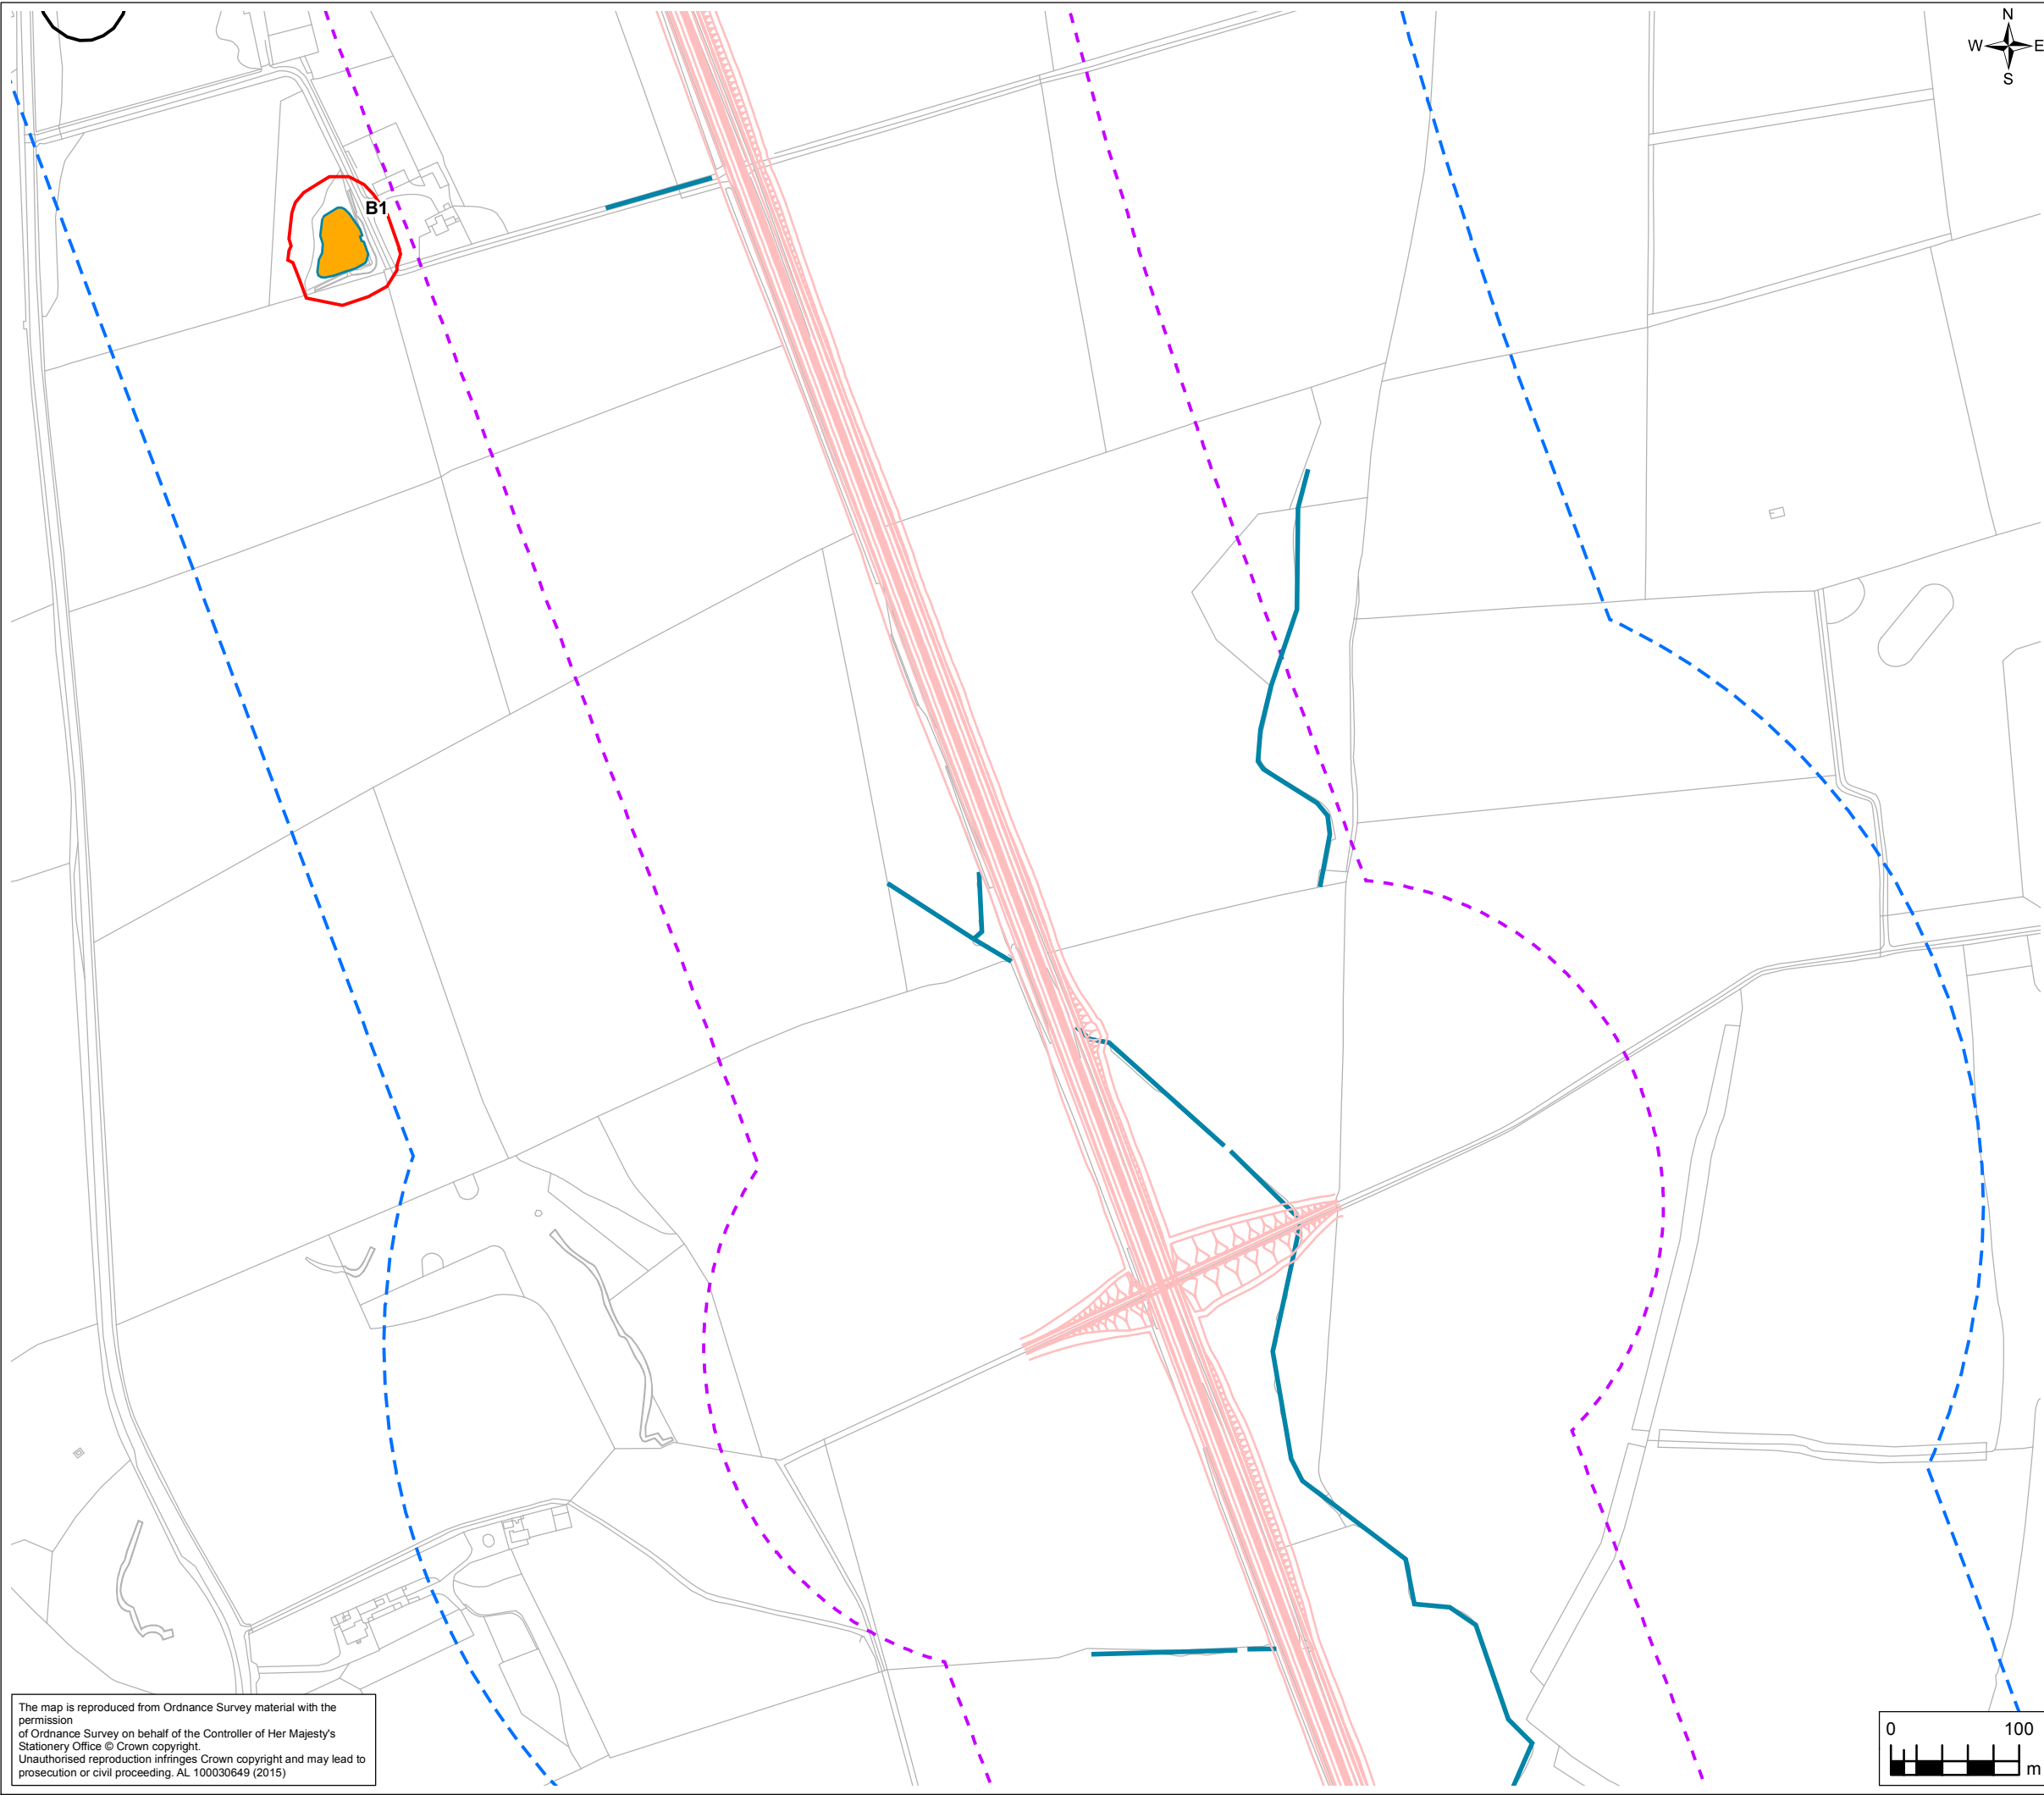 N
W E
S
B1
The map is reproduced from Ordnance Survey material with the
permission
of Ordnance Survey on behalf of the Controller of Her Majesty's
Stationery Office © Crown copyright.
Unauthorised reproduction infringes Crown copyright and may lead to
prosecution or civil proceeding. AL 100030649 (2015)
0 100
m